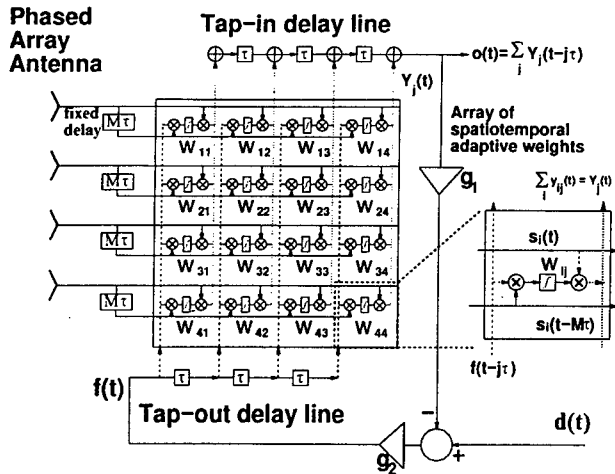 Phased
Array
Antenna
Tap-in delay line
τ τ τ
o(t)=∑ Y_j(t-jτ)
j
Y_j(t)
fixed
delay
Mτ
W_11 W_12 W_13 W_14
Mτ
W_21 W_22 W_23 W_24
Mτ
W_31 W_32 W_33 W_34
Mτ
W_41 W_42 W_43 W_44
Array of
spatiotemporal
adaptive weights
g_1
∑ y_ij(t) = Y_j(t)
i
s_i(t)
W_ij
∫
s_i(t-Mτ)
f(t-jτ)
f(t)
τ τ τ
Tap-out delay line
g_2
−
+
d(t)